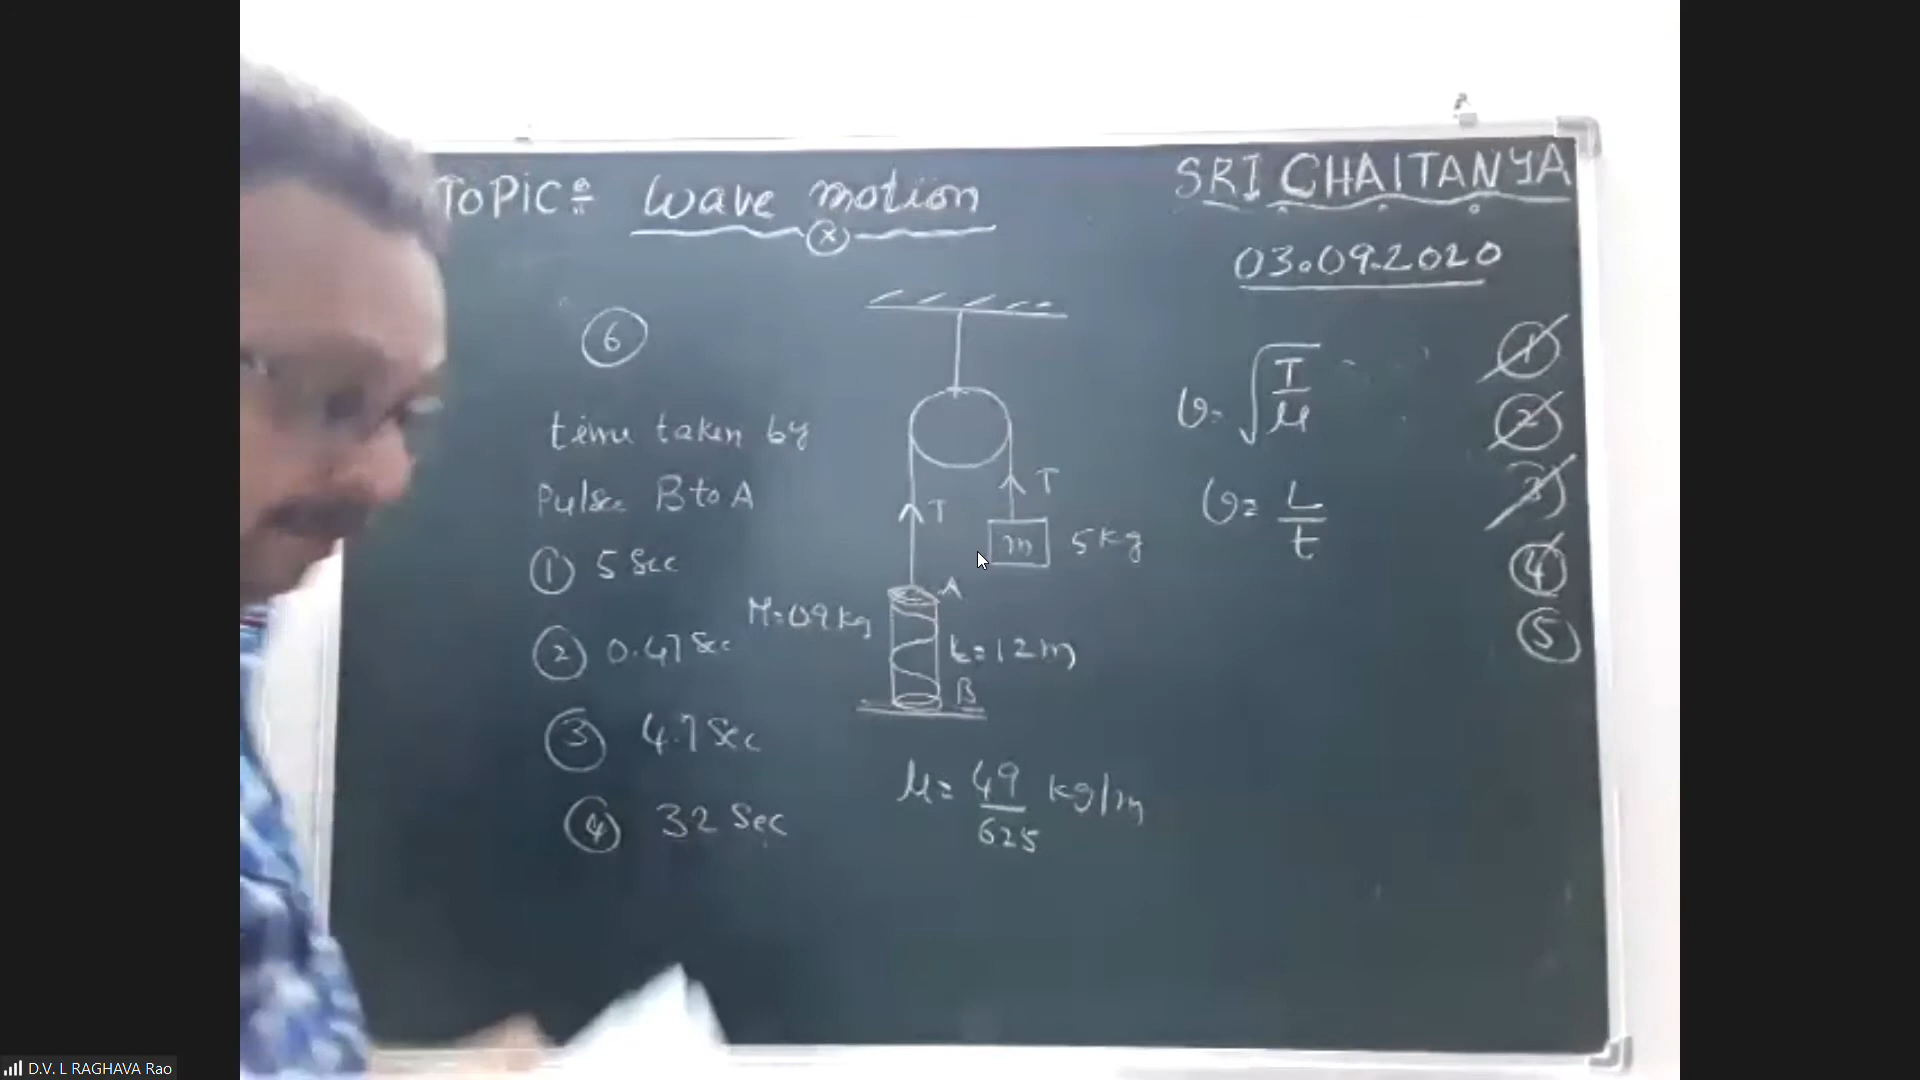 TOPIC:- Wave motion
SRI CHAITANYA
03.09.2020
6
time taken by
Pulse B to A
① 5 Sec
② 0.47 Sec
③ 4.7 Sec
④ 32 Sec
T
T
m 5 kg
A
M=0.9 kg
12 m
B
μ = 49/625 kg/m
v = √T/μ
v = L/t
1
2
3
4
5
D.V. L RAGHAVA Rao